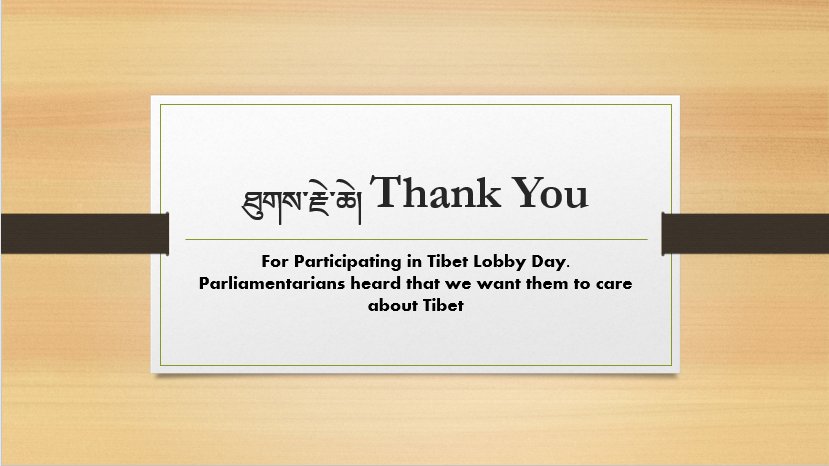 ཐུགས་རྗེ་ཆེ། Thank You
For Participating in Tibet Lobby Day.
Parliamentarians heard that we want them to care
about Tibet